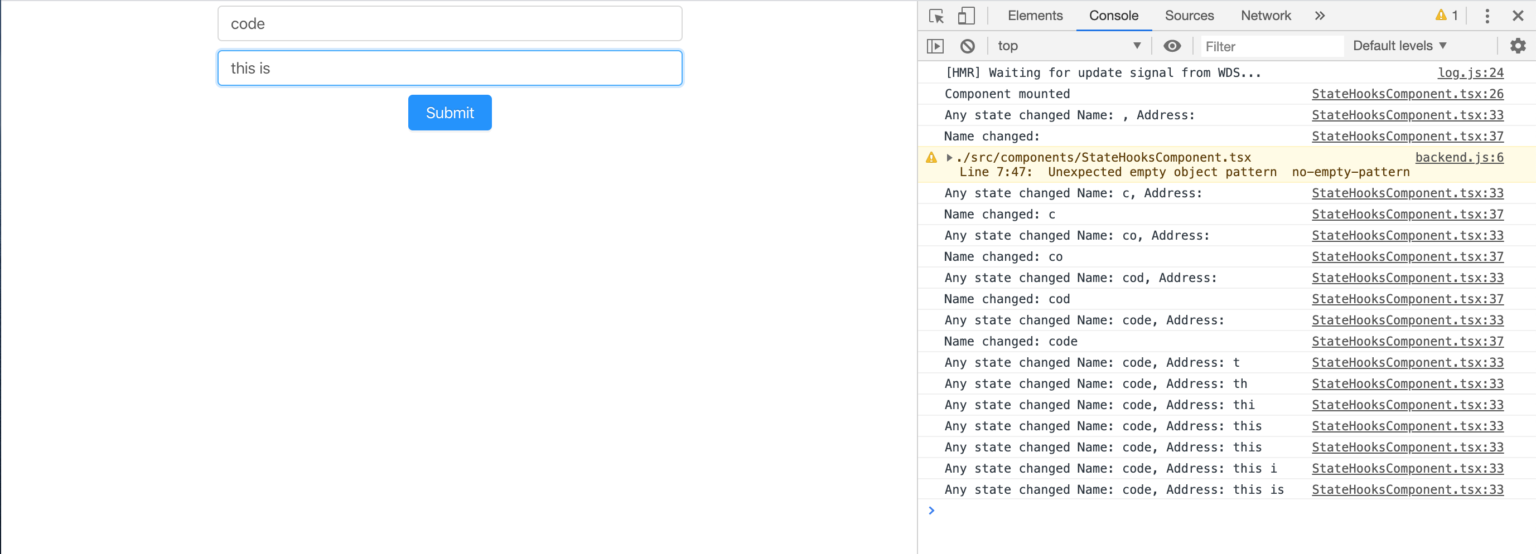 code
this is
Submit
Elements Console Sources Network » 1
top Filter Default levels
[HMR] Waiting for update signal from WDS... log.js:24
Component mounted StateHooksComponent.tsx:26
Any state changed Name: , Address: StateHooksComponent.tsx:33
Name changed: StateHooksComponent.tsx:37
./src/components/StateHooksComponent.tsx backend.js:6
Line 7:47: Unexpected empty object pattern no-empty-pattern
Any state changed Name: c, Address: StateHooksComponent.tsx:33
Name changed: c StateHooksComponent.tsx:37
Any state changed Name: co, Address: StateHooksComponent.tsx:33
Name changed: co StateHooksComponent.tsx:37
Any state changed Name: cod, Address: StateHooksComponent.tsx:33
Name changed: cod StateHooksComponent.tsx:37
Any state changed Name: code, Address: StateHooksComponent.tsx:33
Name changed: code StateHooksComponent.tsx:37
Any state changed Name: code, Address: t StateHooksComponent.tsx:33
Any state changed Name: code, Address: th StateHooksComponent.tsx:33
Any state changed Name: code, Address: thi StateHooksComponent.tsx:33
Any state changed Name: code, Address: this StateHooksComponent.tsx:33
Any state changed Name: code, Address: this StateHooksComponent.tsx:33
Any state changed Name: code, Address: this i StateHooksComponent.tsx:33
Any state changed Name: code, Address: this is StateHooksComponent.tsx:33